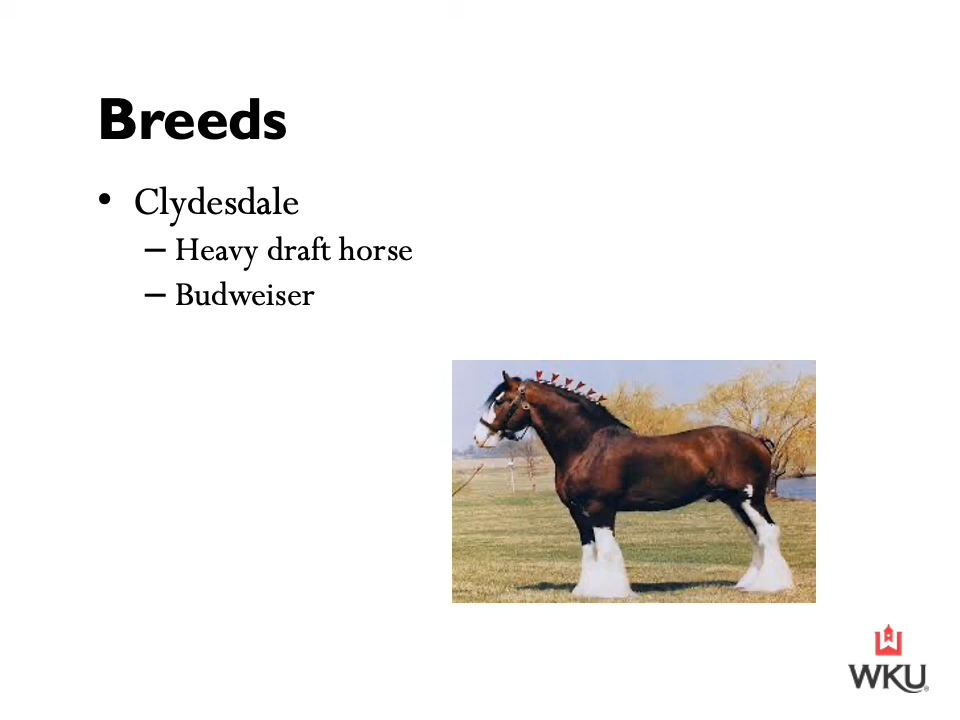 Breeds
• Clydesdale
– Heavy draft horse
– Budweiser
WKU®